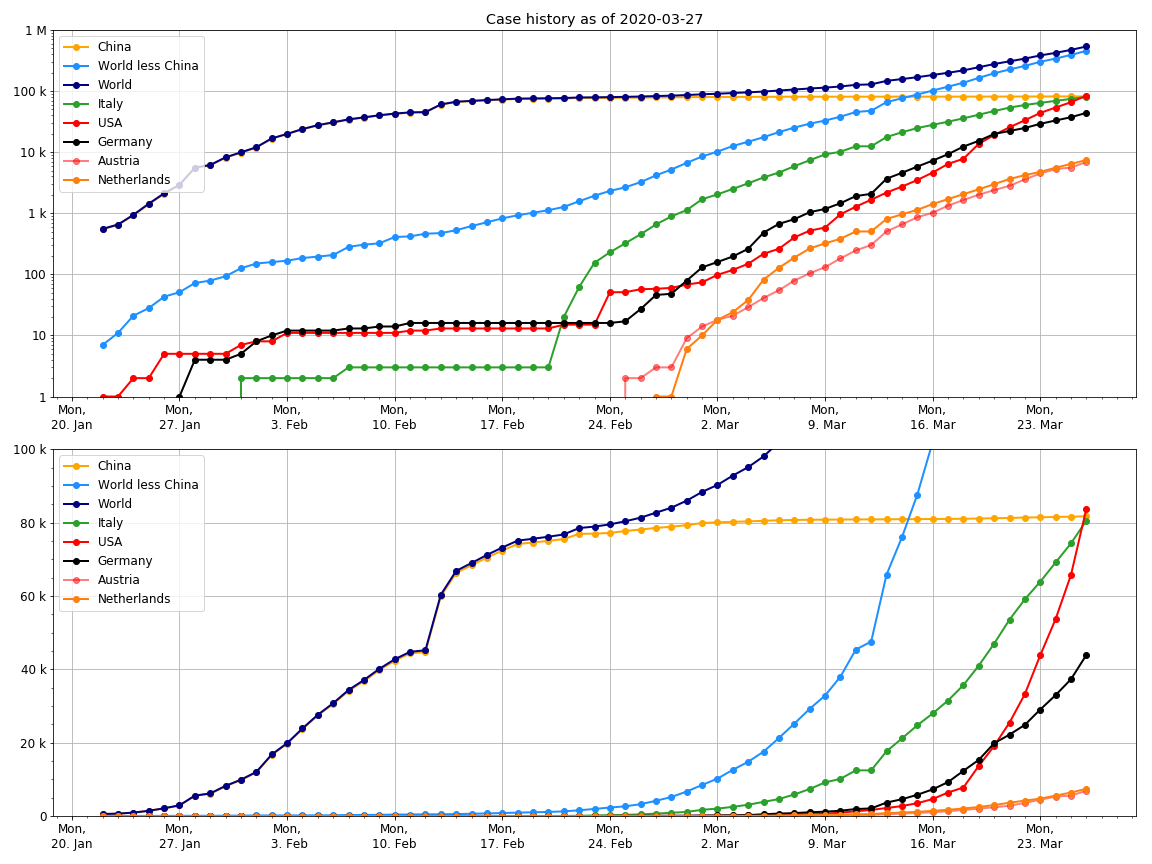 Case history as of 2020-03-27
1 M
100 k
10 k
1 k
100
10
1
China
World less China
World
Italy
USA
Germany
Austria
Netherlands
Mon,
20. Jan
Mon,
27. Jan
Mon,
3. Feb
Mon,
10. Feb
Mon,
17. Feb
Mon,
24. Feb
Mon,
2. Mar
Mon,
9. Mar
Mon,
16. Mar
Mon,
23. Mar
100 k
80 k
60 k
40 k
20 k
0
China
World less China
World
Italy
USA
Germany
Austria
Netherlands
Mon,
20. Jan
Mon,
27. Jan
Mon,
3. Feb
Mon,
10. Feb
Mon,
17. Feb
Mon,
24. Feb
Mon,
2. Mar
Mon,
9. Mar
Mon,
16. Mar
Mon,
23. Mar